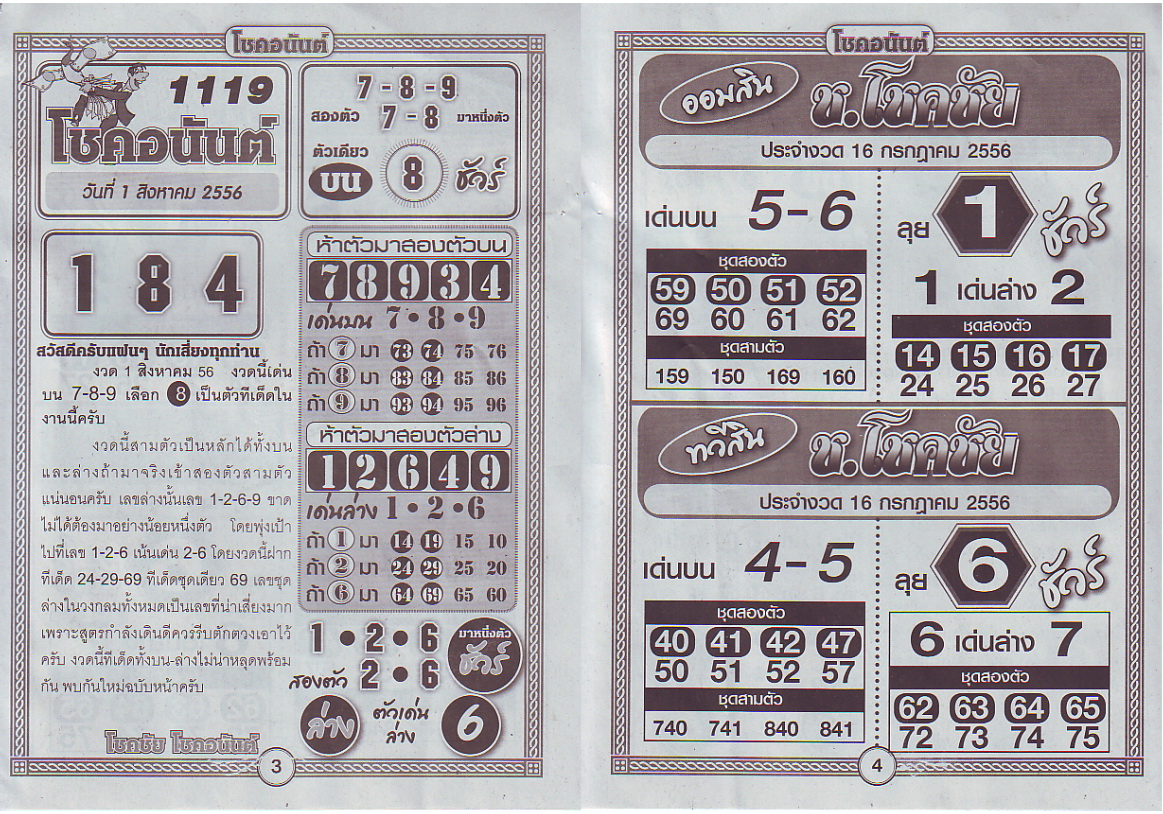 โชคอนันต์
1119
โชคอนันต์
วันที่ 1 สิงหาคม 2556
7 - 8 - 9
สองตัว 7 - 8 มาหนึ่งตัว
ตัวเดียว
บน 8 ชัวร์
1 8 4
สวัสดีครับแฟนๆ นักเสี่ยงทุกท่าน
งวด 1 สิงหาคม 56 งวดนี้เด่น
บน 7-8-9 เลือก 8 เป็นตัวทีเด็ดใน
งานนี้ครับ
งวดนี้สามตัวเป็นหลักได้ทั้งบน
และล่างถ้ามาจริงเข้าสองตัวสามตัว
แน่นอนครับ เลขล่างนั้นเลข 1-2-6-9 ขาด
ไม่ได้ต้องมาอย่างน้อยหนึ่งตัว โดยพุ่งเป้า
ไปที่เลข 1-2-6 เน้นเด่น 2-6 โดยงวดนี้ฝาก
ทีเด็ด 24-29-69 ทีเด็ดชุดเดียว 69 เลขชุด
ล่างในวงกลมทั้งหมดเป็นเลขที่น่าเสี่ยงมาก
เพราะสูตรกำลังเดินดีควรรีบตักตวงเอาไว้
ครับ งวดนี้ทีเด็ดทั้งบน-ล่างไม่น่าหลุดพร้อม
กัน พบกันใหม่ฉบับหน้าครับ
โชคชัย โชคอนันต์
ห้าตัวมาสองตัวบน
7 8 9 3 4
เด่นบน 7 • 8 • 9
ถ้า 7 มา 73 74 75 76
ถ้า 8 มา 83 84 85 86
ถ้า 9 มา 93 94 95 96
ห้าตัวมาสองตัวล่าง
1 2 6 4 9
เด่นล่าง 1 • 2 • 6
ถ้า 1 มา 14 19 15 10
ถ้า 2 มา 24 29 25 20
ถ้า 6 มา 64 69 65 60
1 • 2 • 6 มาหนึ่งตัว
สองตัว 2 • 6 ชัวร์
ล่าง ตัวเด่น
ล่าง 6
3
โชคอนันต์
ออมสิน ช.โชคชัย
ประจำงวด 16 กรกฎาคม 2556
เด่นบน 5-6
ชุดสองตัว
59 50 51 52
69 60 61 62
ชุดสามตัว
159 150 169 160
ลุย 1 ชัวร์
1 เด่นล่าง 2
ชุดสองตัว
14 15 16 17
24 25 26 27
ทวีสิน ช.โชคชัย
ประจำงวด 16 กรกฎาคม 2556
เด่นบน 4-5
ชุดสองตัว
40 41 42 47
50 51 52 57
ชุดสามตัว
740 741 840 841
ลุย 6 ชัวร์
6 เด่นล่าง 7
ชุดสองตัว
62 63 64 65
72 73 74 75
4